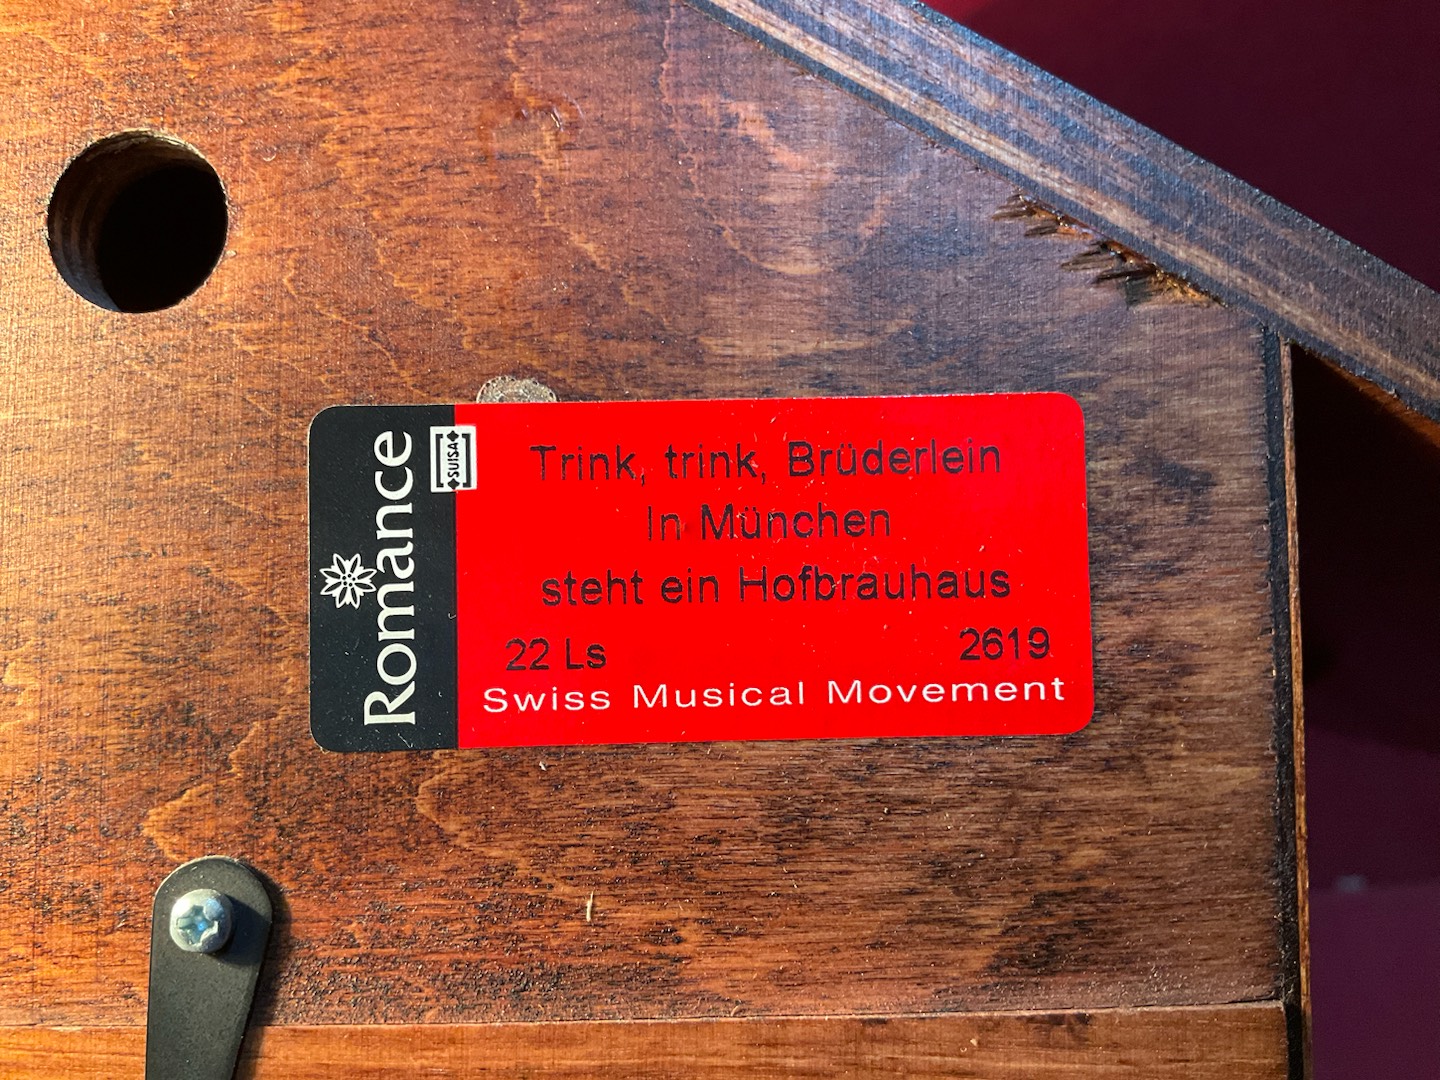 Romance
SUISA
Trink, trink, Brüderlein
In München
steht ein Hofbrauhaus
22 Ls 2619
Swiss Musical Movement